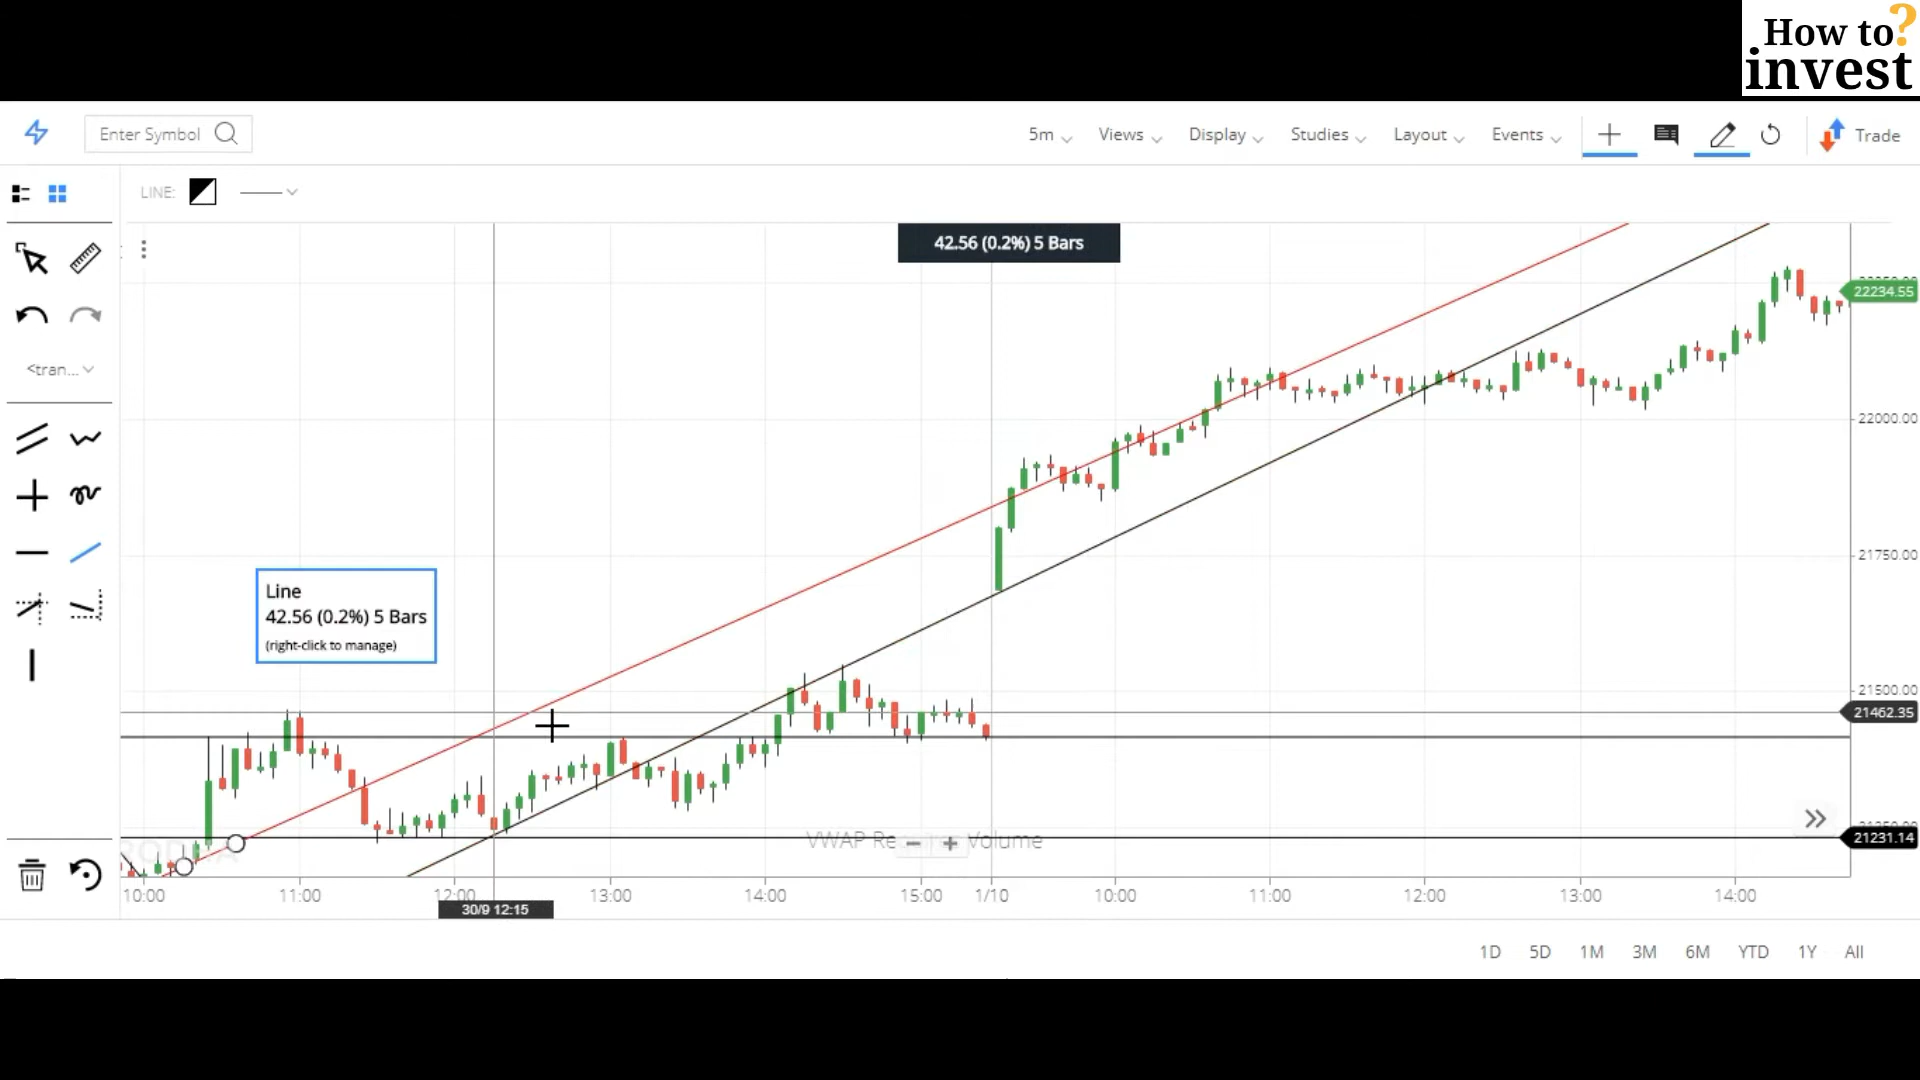 How to?
invest
Enter Symbol
5m
Views
Display
Studies
Layout
Events
Trade
LINE:
<tran...
42.56 (0.2%) 5 Bars
22234.55
22000.00
21750.00
Line
42.56 (0.2%) 5 Bars
(right-click to manage)
21500.00
21462.35
21231.14
VWAP Re
Volume
10:00 11:00 12:00 13:00 14:00 15:00 1/10 10:00 11:00 12:00 13:00 14:00
30/9 12:15
1D 5D 1M 3M 6M YTD 1Y All